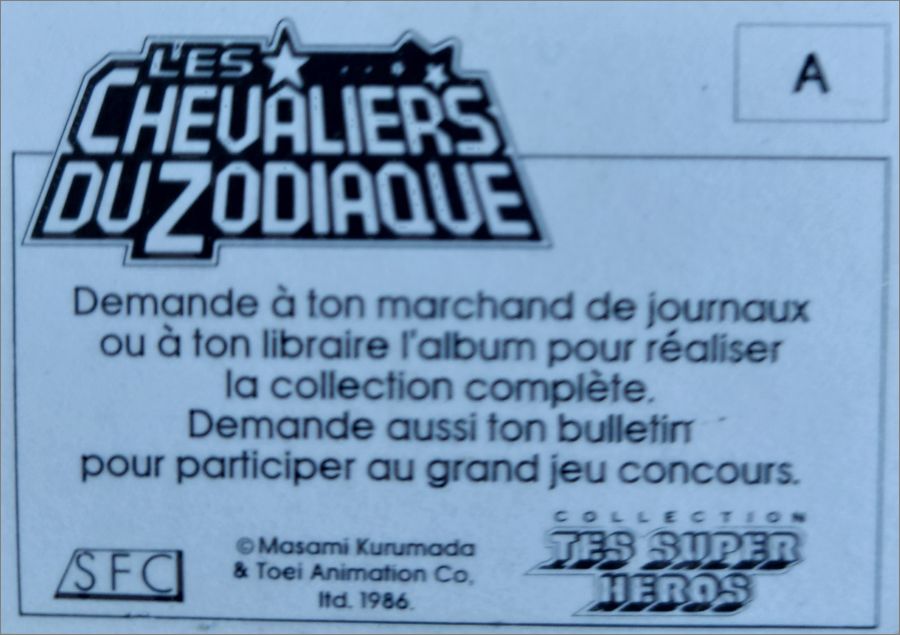 LES
CHEVALIERS
DU ZODIAQUE
A
Demande à ton marchand de journaux
ou à ton libraire l'album pour réaliser
la collection complète.
Demande aussi ton bulletin
pour participer au grand jeu concours.
SFC
© Masami Kurumada
& Toei Animation Co,
ltd. 1986.
COLLECTION
TES SUPER
HEROS